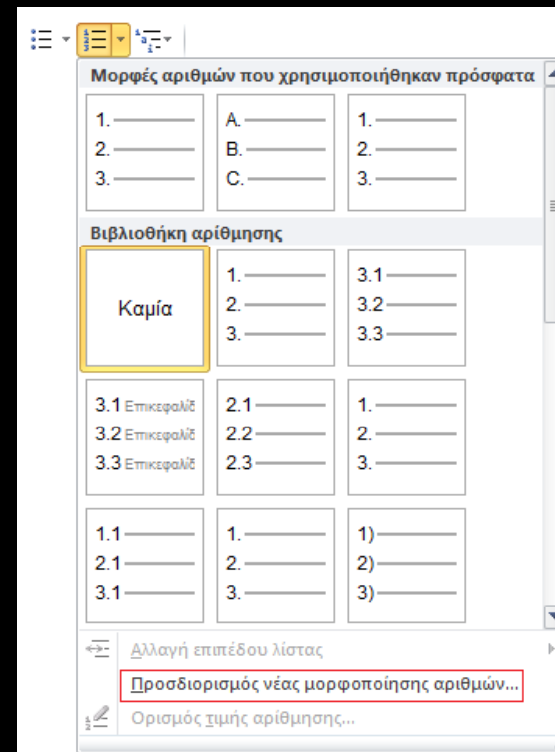 Μορφές αριθμών που χρησιμοποιήθηκαν πρόσφατα
1. A. 1.
2. B. 2.
3. C. 3.
Βιβλιοθήκη αρίθμησης
Καμία
1. 3.1
2. 3.2
3. 3.3
3.1 Επικεφαλίδ 2.1 1.
3.2 Επικεφαλίδ 2.2 2.
3.3 Επικεφαλίδ 2.3 3.
1.1 1. 1)
2.1 2. 2)
3.1 3. 3)
Αλλαγή επιπέδου λίστας
Προσδιορισμός νέας μορφοποίησης αριθμών...
Ορισμός τιμής αρίθμησης...